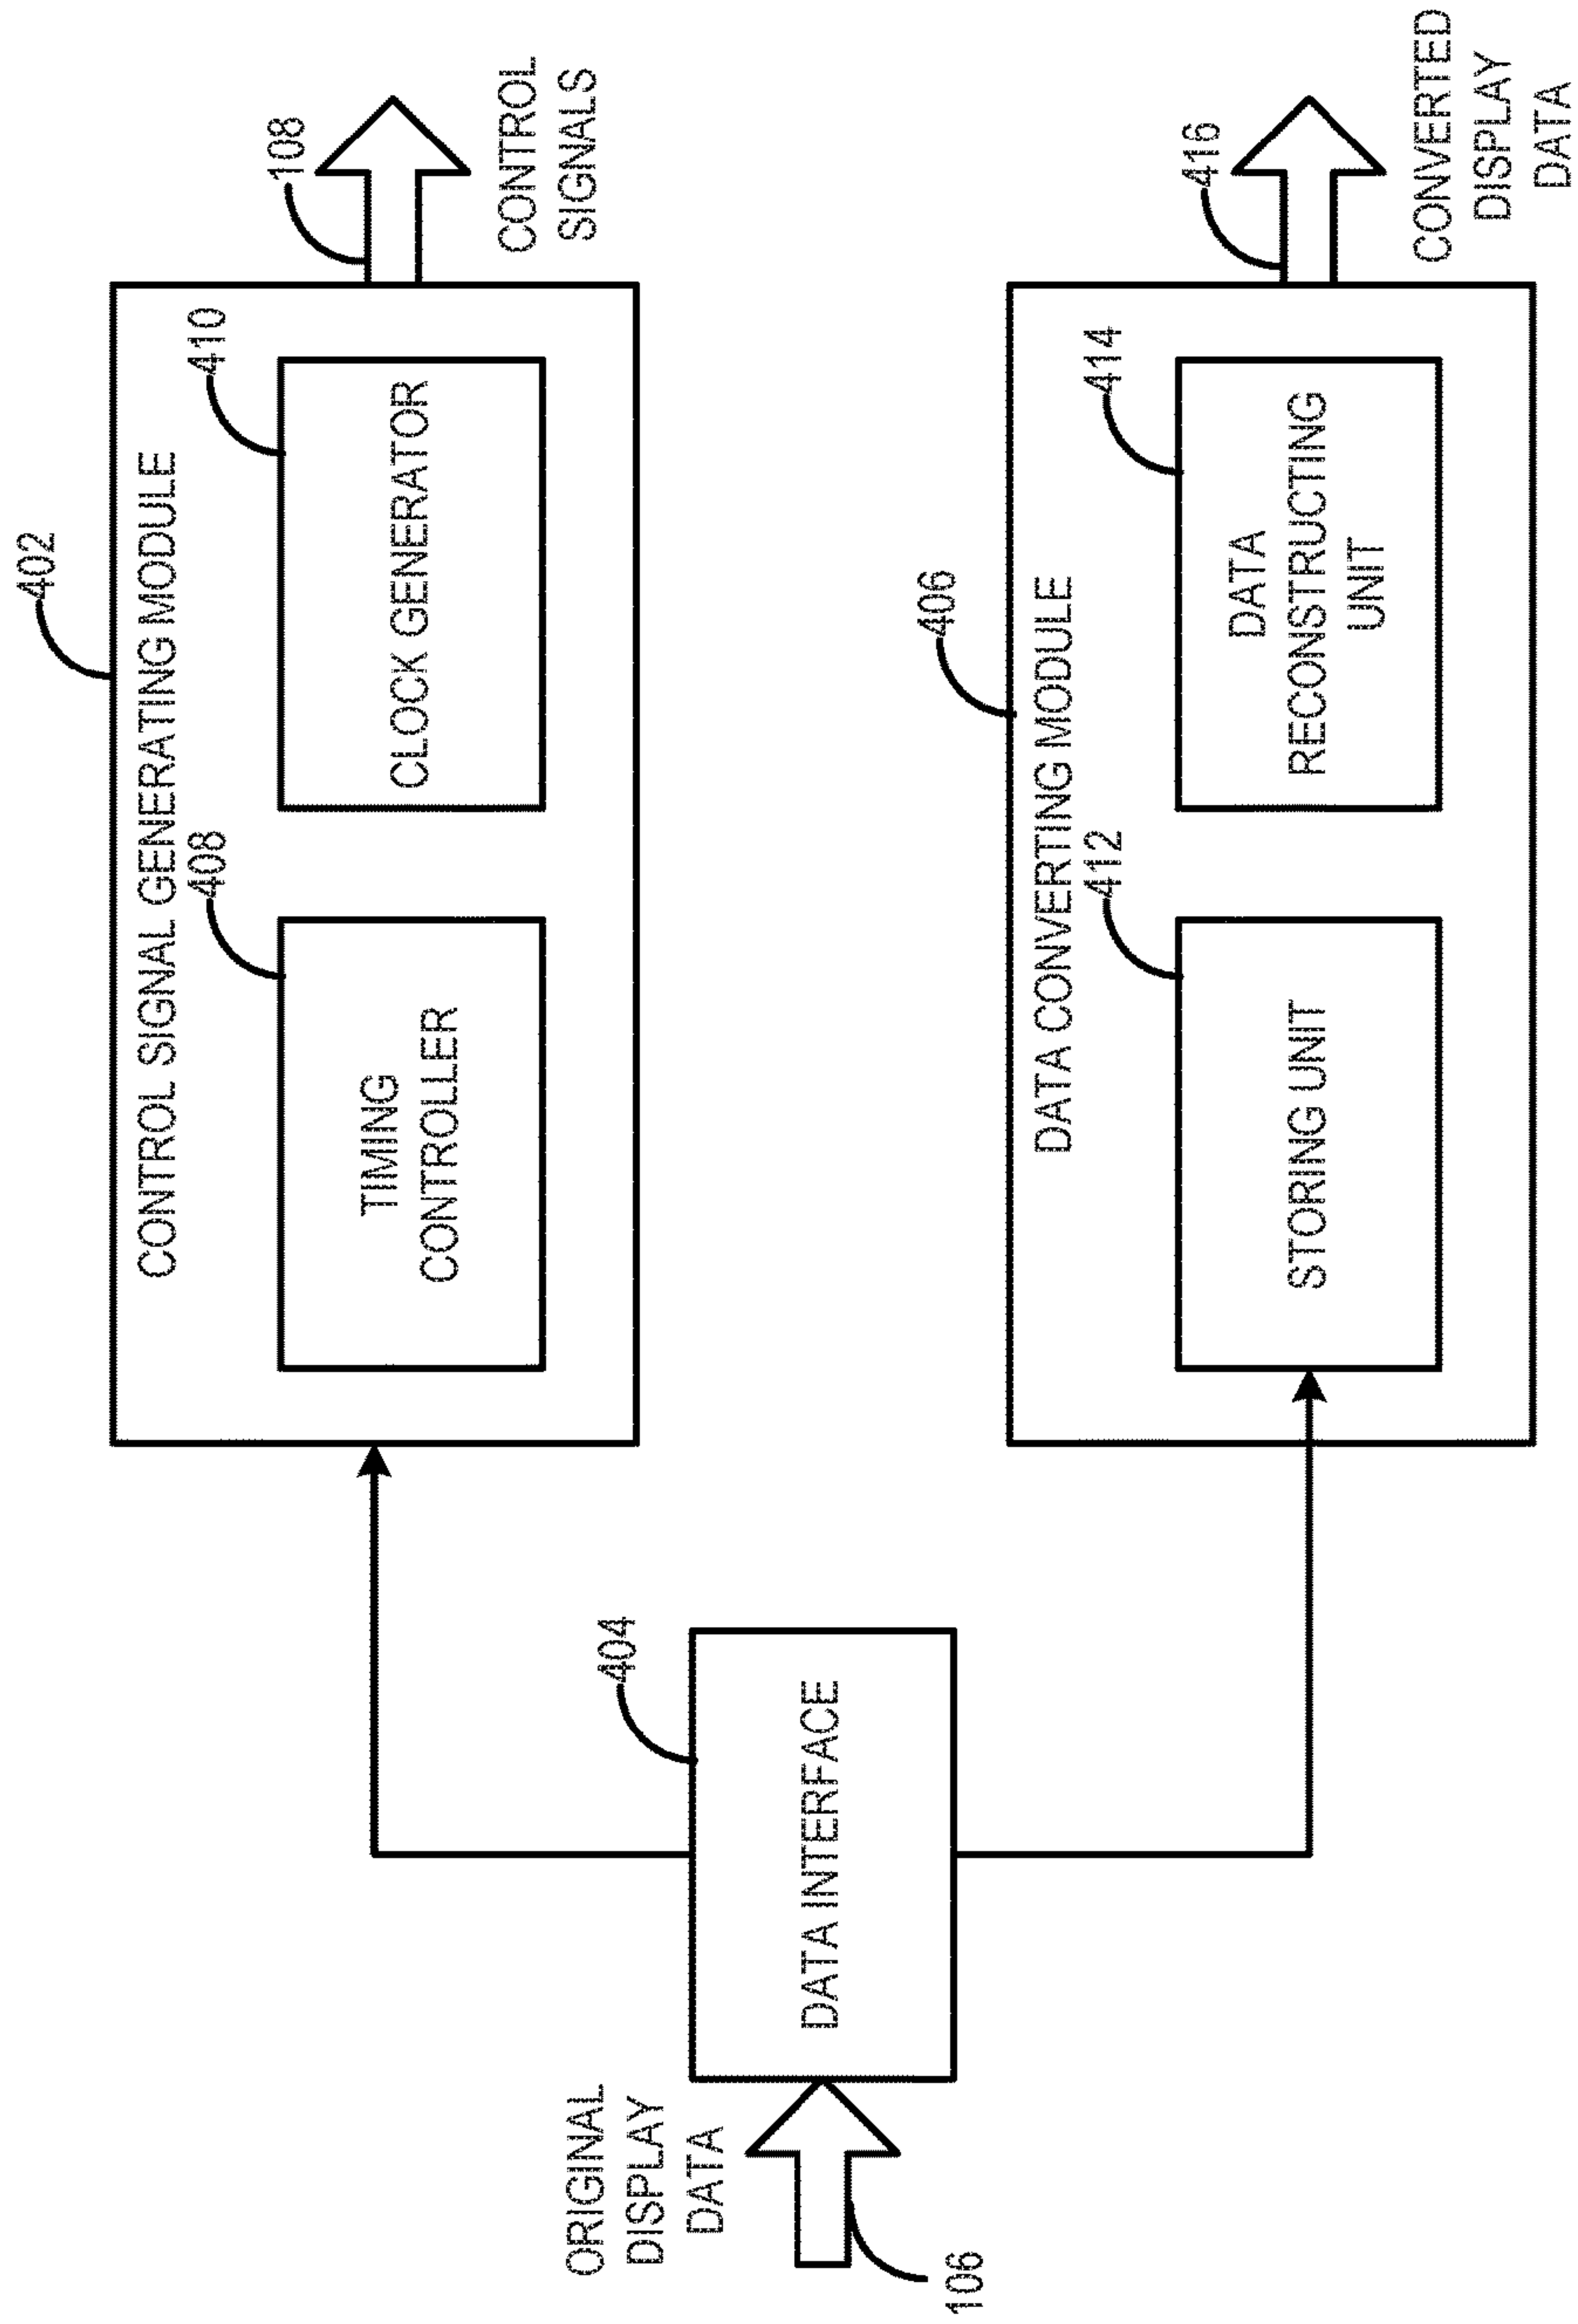 402
CONTROL SIGNAL GENERATING MODULE
408
TIMING
CONTROLLER
410
CLOCK GENERATOR
108
CONTROL
SIGNALS
ORIGINAL
DISPLAY
DATA
106
404
DATA INTERFACE
406
DATA CONVERTING MODULE
412
STORING UNIT
414
DATA
RECONSTRUCTING
UNIT
416
CONVERTED
DISPLAY
DATA